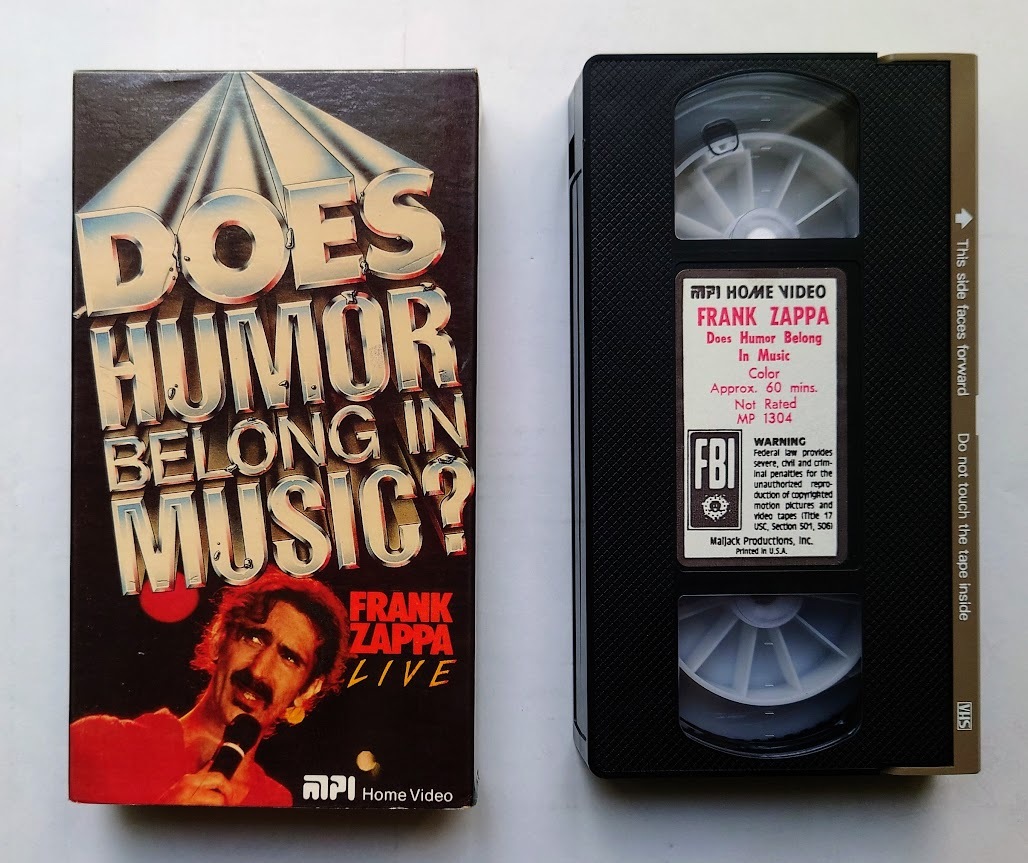 DOES
HUMOR
BELONG IN
MUSIC?
FRANK
ZAPPA
LIVE
MPI Home Video
MPI HOME VIDEO
FRANK ZAPPA
Does Humor Belong
In Music
Color
Approx. 60 mins.
Not Rated
MP 1304
FBI
WARNING
Federal law provides
severe, civil and crim-
inal penalties for the
unauthorized repro-
duction of copyrighted
motion pictures and
video tapes (Title 17
USC, Section 501, 506)
Maljack Productions, Inc.
Printed in U.S.A.
This side faces forward
Do not touch the tape inside
VHS